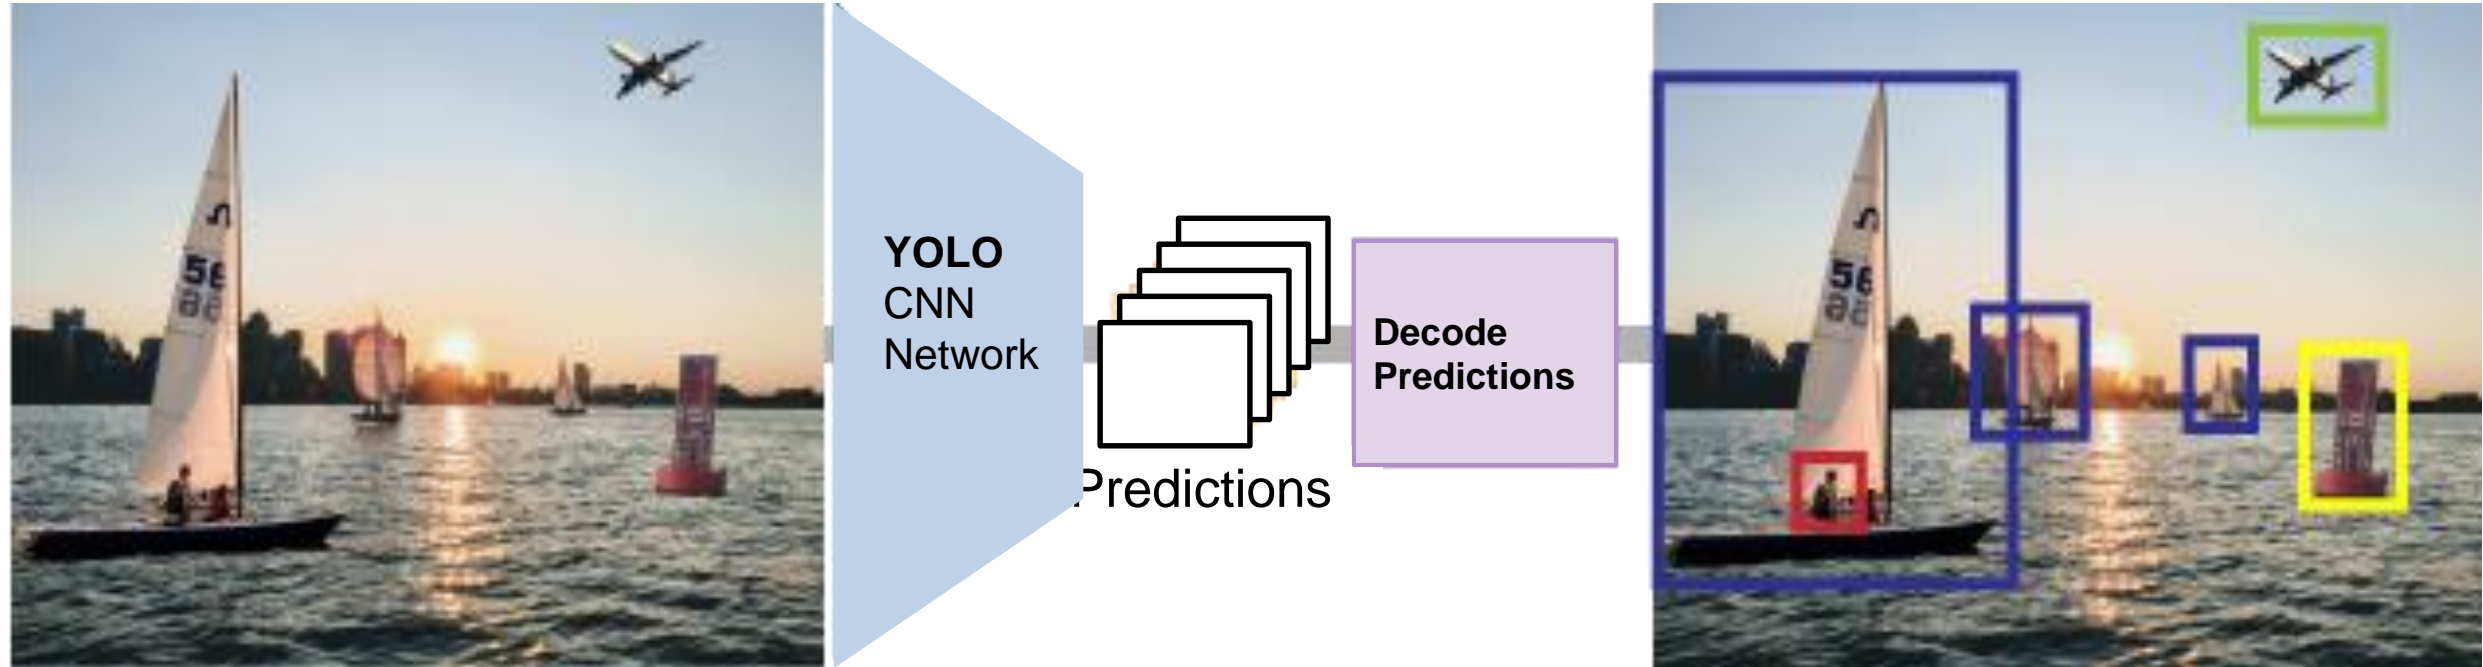 YOLO
CNN
Network
Predictions
Decode
Predictions